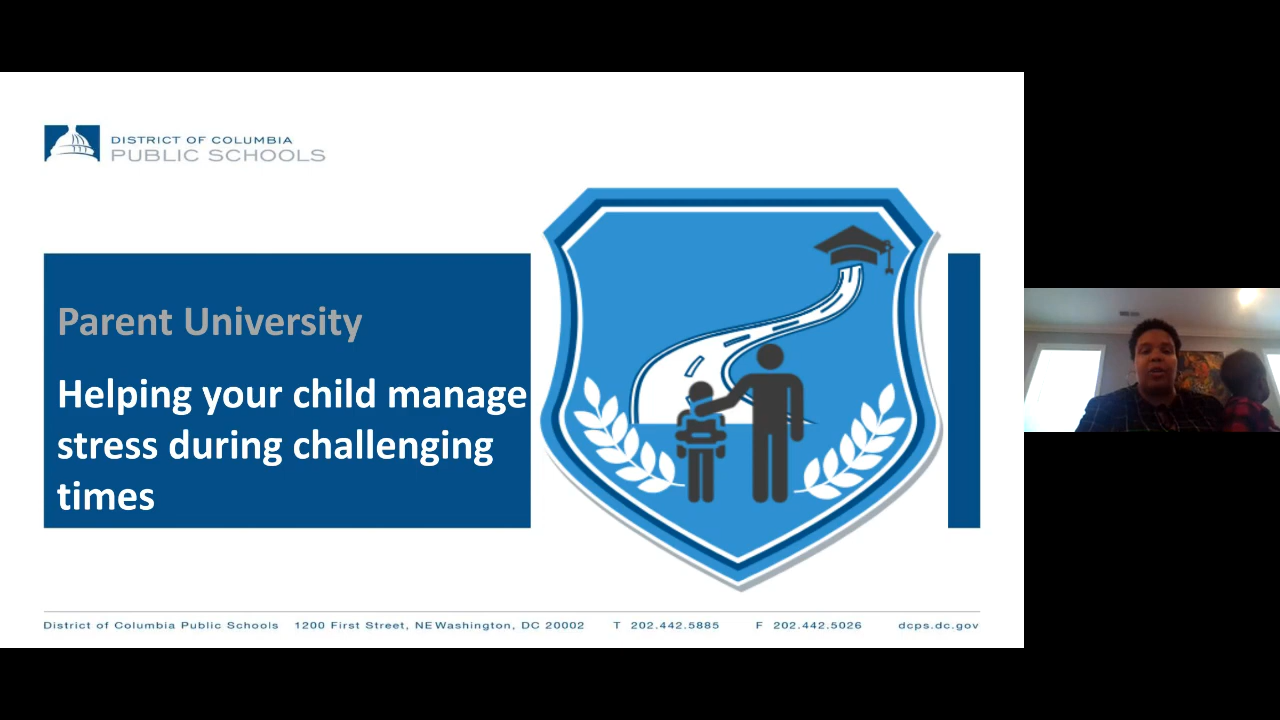 DISTRICT OF COLUMBIA
PUBLIC SCHOOLS
Parent University
Helping your child manage
stress during challenging
times
District of Columbia Public Schools 1200 First Street, NE Washington, DC 20002 T 202.442.5885 F 202.442.5026 dcps.dc.gov